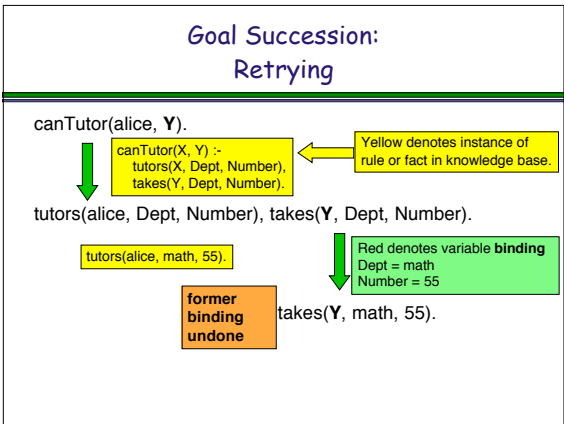 Goal Succession:
Retrying
canTutor(alice, Y).
canTutor(X, Y) :-
tutors(X, Dept, Number),
takes(Y, Dept, Number).
Yellow denotes instance of
rule or fact in knowledge base.
tutors(alice, Dept, Number), takes(Y, Dept, Number).
tutors(alice, math, 55).
Red denotes variable binding
Dept = math
Number = 55
former
binding
undone
takes(Y, math, 55).